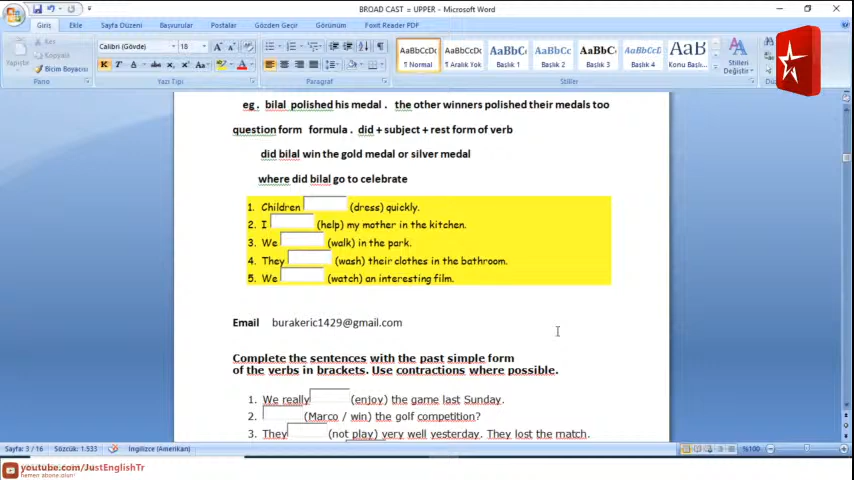 BROAD CAST = UPPER - Microsoft Word
Giriş Ekle Sayfa Düzeni Başvurular Postalar Gözden Geçir Görünüm Foxit Reader PDF
Yapıştır
Kes
Kopyala
Biçim Boyacısı
Pano
Calibri (Gövde) 18
Yazı Tipi
Paragraf
AaBbCcDc AaBbCcDc AaBbC AaBbCc AaBbCc AaBbCcD AaB
¶ Normal ¶ Aralık Yok Başlık 1 Başlık 2 Başlık 3 Başlık 4 Konu Başlı...
Stilleri Değiştir
Stiller
eg . bilal polished his medal . the other winners polished their medals too
question form formula . did + subject + rest form of verb
did bilal win the gold medal or silver medal
where did bilal go to celebrate
1. Children (dress) quickly.
2. I (help) my mother in the kitchen.
3. We (walk) in the park.
4. They (wash) their clothes in the bathroom.
5. We (watch) an interesting film.
Email burakeric1429@gmail.com
Complete the sentences with the past simple form
of the verbs in brackets. Use contractions where possible.
1. We really (enjoy) the game last Sunday.
2. (Marco / win) the golf competition?
3. They (not play) very well yesterday. They lost the match.
Sayfa: 3 / 16 Sözcük: 1.533 İngilizce (Amerikan) %100
youtube.com/JustEnglishTr
hemen abone olun!